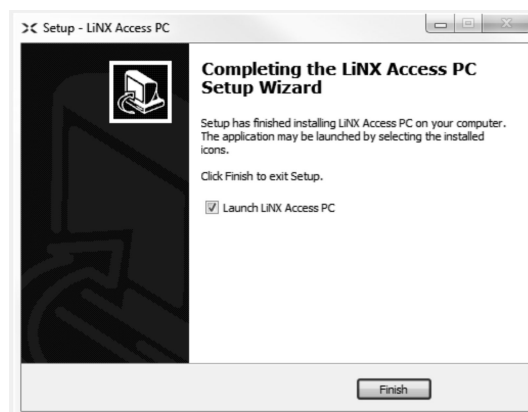 Setup - LiNX Access PC
Completing the LiNX Access PC
Setup Wizard
Setup has finished installing LiNX Access PC on your computer.
The application may be launched by selecting the installed
icons.
Click Finish to exit Setup.
Launch LiNX Access PC
Finish